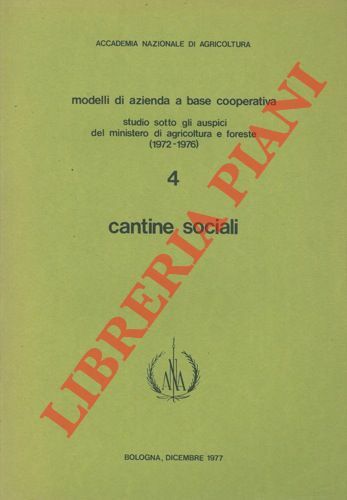 ACCADEMIA NAZIONALE DI AGRICOLTURA
modelli di azienda a base cooperativa
studio sotto gli auspici
del ministero di agricoltura e foreste
(1972-1976)
4
cantine sociali
LIBRERIA PIANI
ANA
BOLOGNA, DICEMBRE 1977